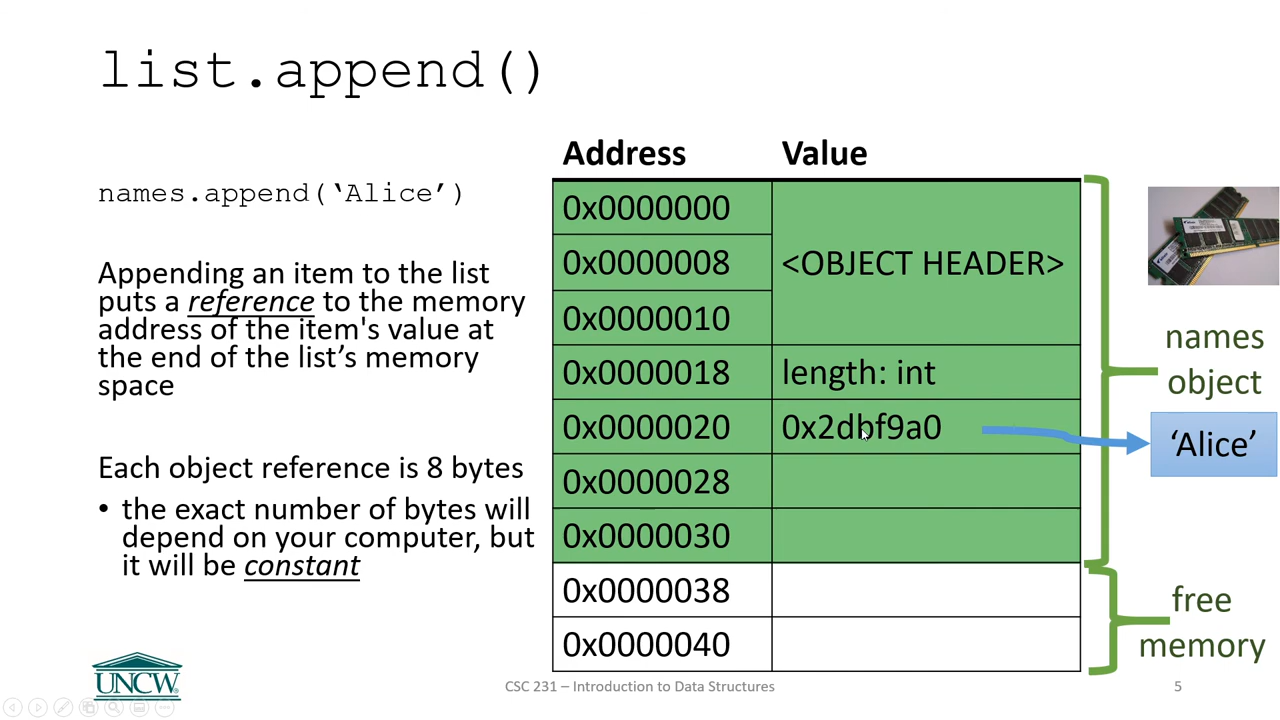 list.append()
names.append(‘Alice’)
Appending an item to the list
puts a reference to the memory
address of the item's value at
the end of the list’s memory
space
Each object reference is 8 bytes
• the exact number of bytes will
depend on your computer, but
it will be constant
Address Value
0x0000000
0x0000008 <OBJECT HEADER>
0x0000010
0x0000018 length: int
0x0000020 0x2dbf9a0
0x0000028
0x0000030
0x0000038
0x0000040
names
object
‘Alice’
free
memory
UNCW
CSC 231 – Introduction to Data Structures
5